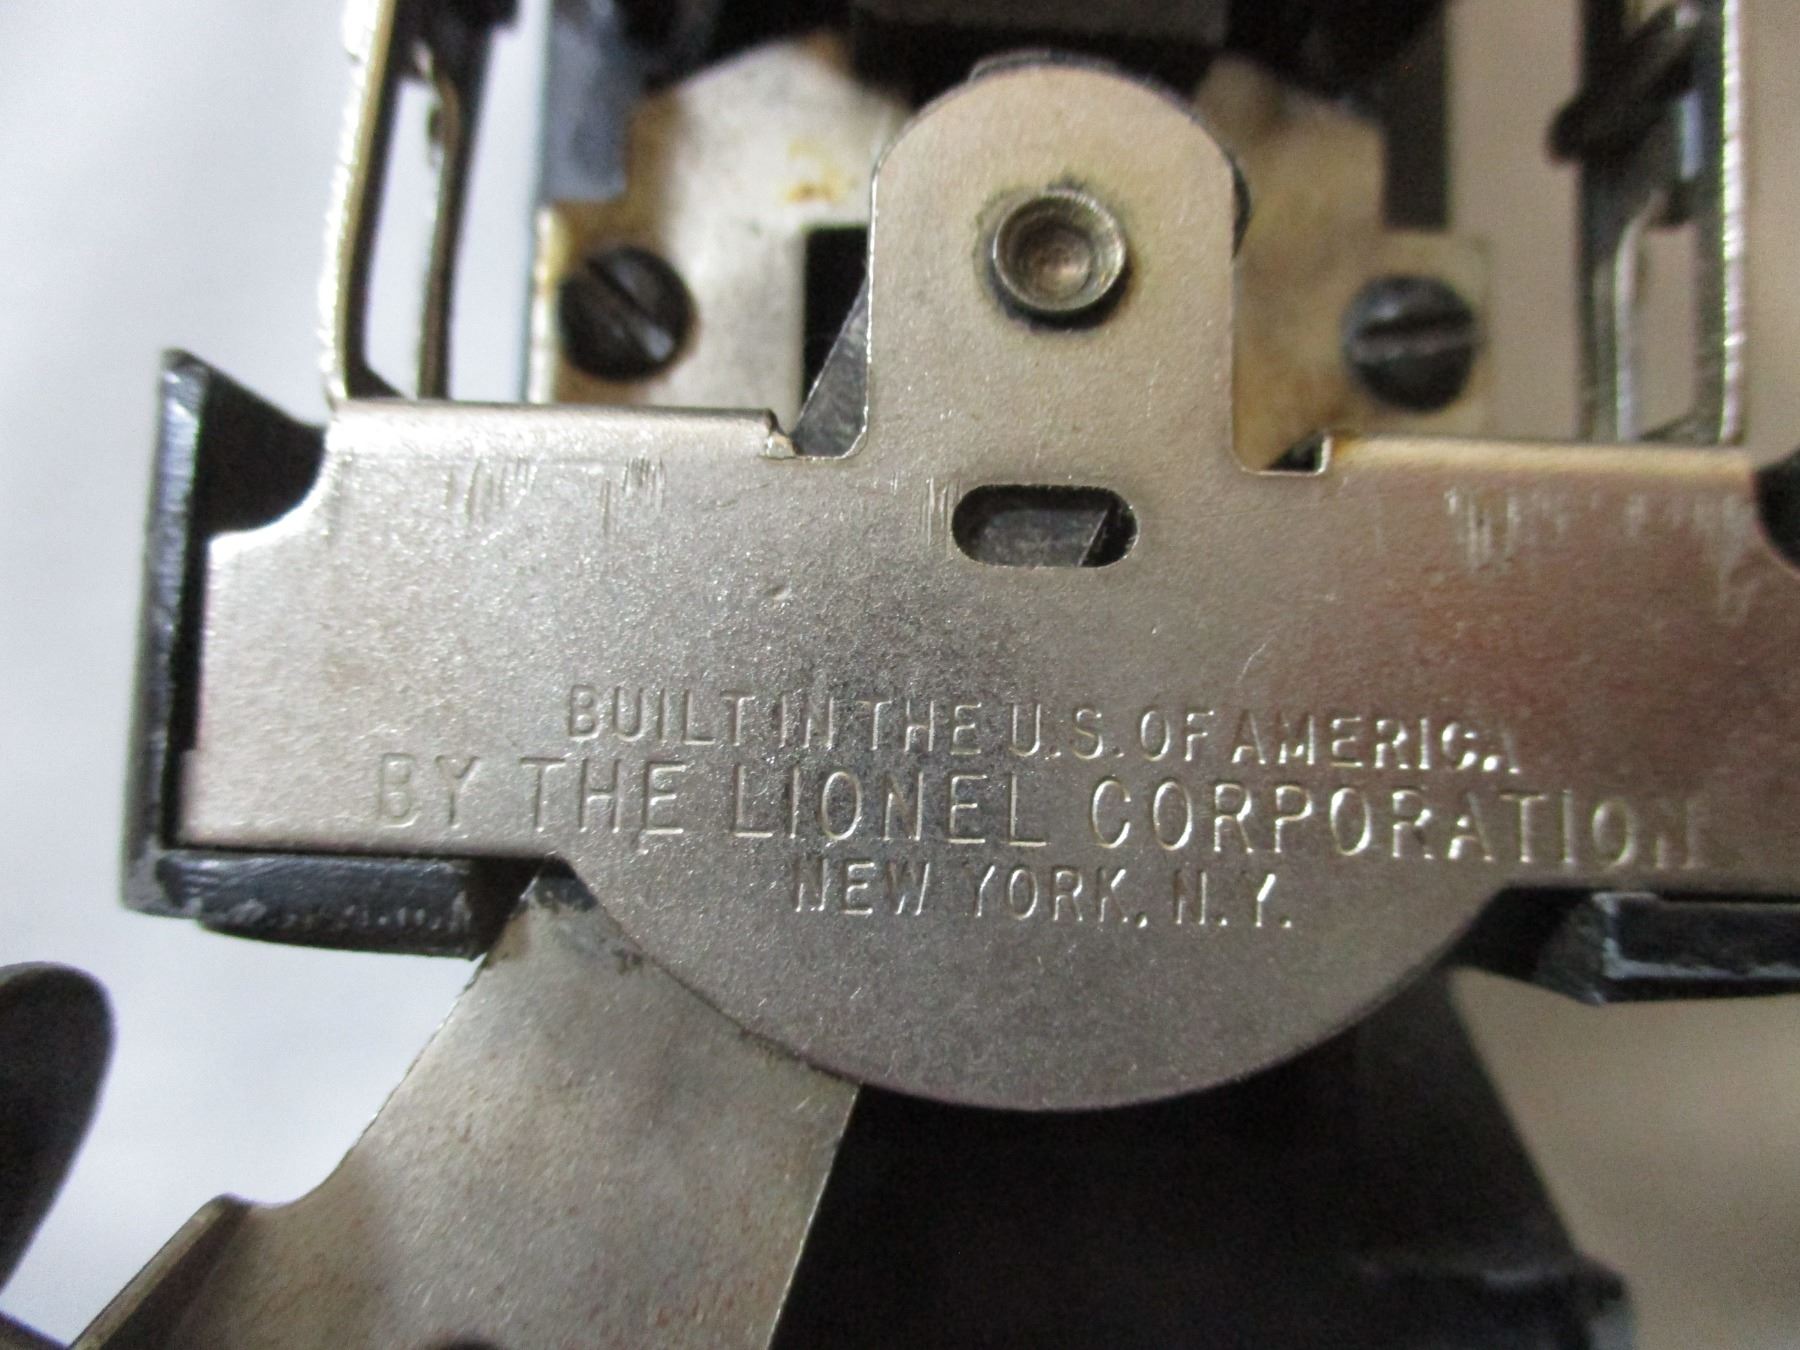 BUILT IN THE U.S. OF AMERICA
BY THE LIONEL CORPORATION
NEW YORK, N.Y.